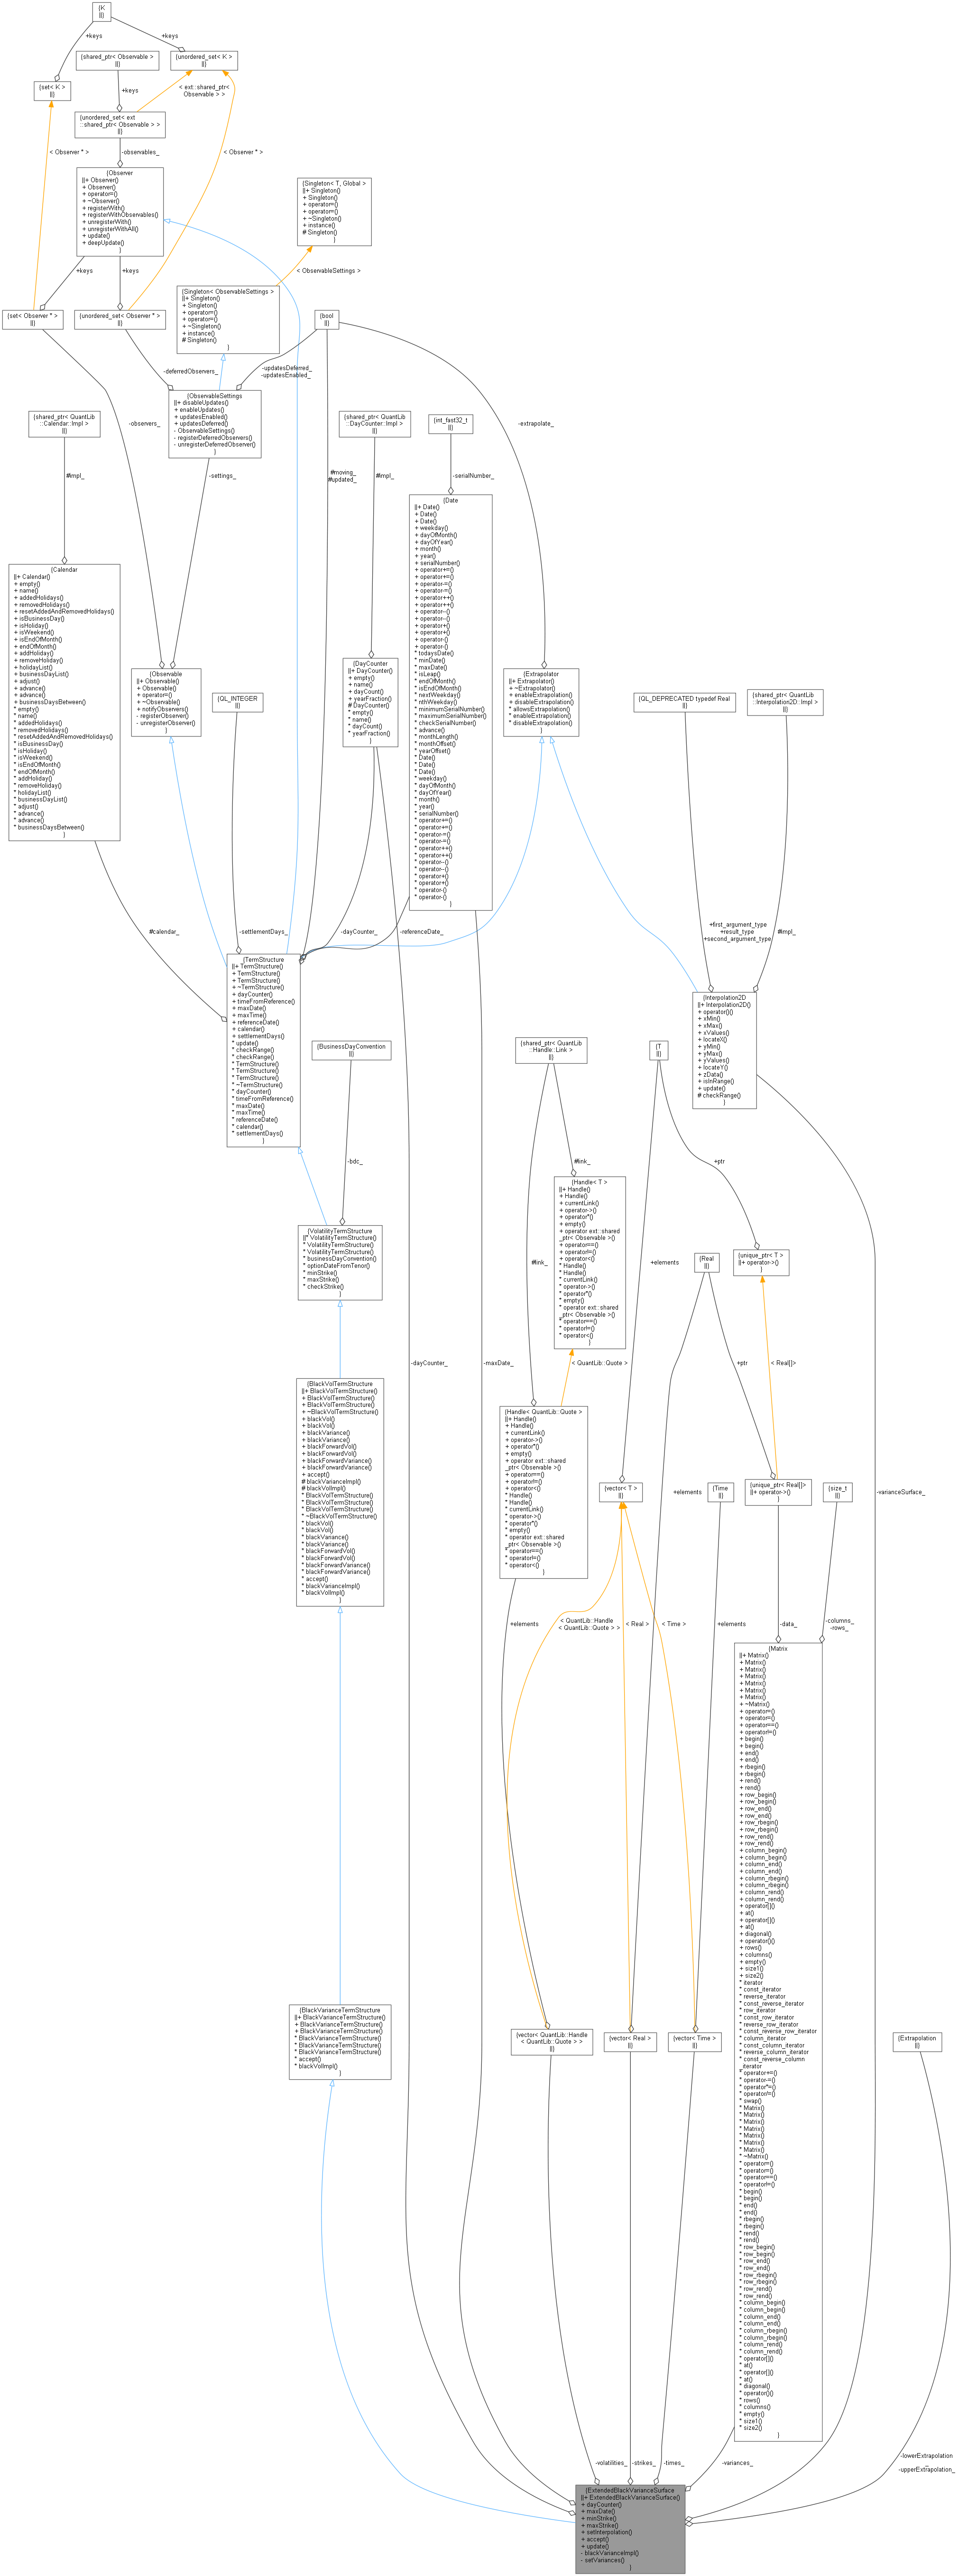 {K
||}
+keys
+keys
{shared_ptr< Observable >
||}
{unordered_set< K >
||}
{set< K >
||}
+keys
< ext::shared_ptr<
Observable > >
{unordered_set< ext
::shared_ptr< Observable > >
||}
< Observer * >
-observables_
< Observer * >
{Observer
||+ Observer()
+ Observer()
+ operator=()
+ ~Observer()
+ registerWith()
+ registerWithObservables()
+ unregisterWith()
+ unregisterWithAll()
+ update()
+ deepUpdate()
}
{Singleton< T, Global >
||+ Singleton()
+ Singleton()
+ operator=()
+ operator=()
+ ~Singleton()
+ instance()
# Singleton()
}
+keys
+keys
< ObservableSettings >
{set< Observer * >
||}
{unordered_set< Observer * >
||}
{Singleton< ObservableSettings >
||+ Singleton()
+ Singleton()
+ operator=()
+ operator=()
+ ~Singleton()
+ instance()
# Singleton()
}
{bool
||}
-deferredObservers_
-updatesDeferred_
-updatesEnabled_
{ObservableSettings
||+ disableUpdates()
+ enableUpdates()
+ updatesEnabled()
+ updatesDeferred()
- ObservableSettings()
- registerDeferredObservers()
- unregisterDeferredObserver()
}
{shared_ptr< QuantLib
::Calendar::Impl >
||}
-observers_
{shared_ptr< QuantLib
::DayCounter::Impl >
||}
{int_fast32_t
||}
-extrapolate_
#impl_
-settings_
#moving_
#updated_
#impl_
-serialNumber_
{Calendar
||+ Calendar()
+ empty()
+ name()
+ addedHolidays()
+ removedHolidays()
+ resetAddedAndRemovedHolidays()
+ isBusinessDay()
+ isHoliday()
+ isWeekend()
+ isEndOfMonth()
+ endOfMonth()
+ addHoliday()
+ removeHoliday()
+ holidayList()
+ businessDayList()
+ adjust()
+ advance()
+ advance()
+ businessDaysBetween()
* empty()
* name()
* addedHolidays()
* removedHolidays()
* resetAddedAndRemovedHolidays()
* isBusinessDay()
* isHoliday()
* isWeekend()
* isEndOfMonth()
* endOfMonth()
* addHoliday()
* removeHoliday()
* holidayList()
* businessDayList()
* adjust()
* advance()
* advance()
* businessDaysBetween()
}
{Observable
||+ Observable()
+ Observable()
+ operator=()
+ ~Observable()
+ notifyObservers()
- registerObserver()
- unregisterObserver()
}
{QL_INTEGER
||}
{DayCounter
||+ DayCounter()
+ empty()
+ name()
+ dayCount()
+ yearFraction()
# DayCounter()
* empty()
* name()
* dayCount()
* yearFraction()
}
{Date
||+ Date()
+ Date()
+ Date()
+ weekday()
+ dayOfMonth()
+ dayOfYear()
+ month()
+ year()
+ serialNumber()
+ operator+=()
+ operator+=()
+ operator-=()
+ operator-=()
+ operator++()
+ operator++()
+ operator--()
+ operator--()
+ operator+()
+ operator+()
+ operator-()
+ operator-()
* todaysDate()
* minDate()
* maxDate()
* isLeap()
* endOfMonth()
* isEndOfMonth()
* nextWeekday()
* nthWeekday()
* minimumSerialNumber()
* maximumSerialNumber()
* checkSerialNumber()
* advance()
* monthLength()
* monthOffset()
* yearOffset()
* Date()
* Date()
* Date()
* weekday()
* dayOfMonth()
* dayOfYear()
* month()
* year()
* serialNumber()
* operator+=()
* operator+=()
* operator-=()
* operator-=()
* operator++()
* operator++()
* operator--()
* operator--()
* operator+()
* operator+()
* operator-()
* operator-()
}
{Extrapolator
||+ Extrapolator()
+ ~Extrapolator()
+ enableExtrapolation()
+ disableExtrapolation()
+ allowsExtrapolation()
* enableExtrapolation()
* disableExtrapolation()
}
{QL_DEPRECATED typedef Real
||}
{shared_ptr< QuantLib
::Interpolation2D::Impl >
||}
#calendar_
-settlementDays_
-dayCounter_
-referenceDate_
+first_argument_type
+result_type
+second_argument_type
#impl_
{TermStructure
||+ TermStructure()
+ TermStructure()
+ TermStructure()
+ ~TermStructure()
+ dayCounter()
+ timeFromReference()
+ maxDate()
+ maxTime()
+ referenceDate()
+ calendar()
+ settlementDays()
* update()
* checkRange()
* checkRange()
* TermStructure()
* TermStructure()
* TermStructure()
* ~TermStructure()
* dayCounter()
* timeFromReference()
* maxDate()
* maxTime()
* referenceDate()
* calendar()
* settlementDays()
}
{Interpolation2D
||+ Interpolation2D()
+ operator()()
+ xMin()
+ xMax()
+ xValues()
+ locateX()
+ yMin()
+ yMax()
+ yValues()
+ locateY()
+ zData()
+ isInRange()
+ update()
# checkRange()
}
{BusinessDayConvention
||}
{shared_ptr< QuantLib
::Handle::Link >
||}
{T
||}
-bdc_
#link_
+ptr
{Handle< T >
||+ Handle()
+ Handle()
+ currentLink()
+ operator->()
+ operator*()
+ empty()
+ operator ext::shared
_ptr< Observable >()
+ operator==()
+ operator!=()
+ operator<()
* Handle()
* Handle()
* currentLink()
* operator->()
* operator*()
* empty()
* operator ext::shared
_ptr< Observable >()
* operator==()
* operator!=()
* operator<()
}
{VolatilityTermStructure
||* VolatilityTermStructure()
* VolatilityTermStructure()
* VolatilityTermStructure()
* businessDayConvention()
* optionDateFromTenor()
* minStrike()
* maxStrike()
* checkStrike()
}
#link_
+elements
{Real
||}
{unique_ptr< T >
||+ operator->()
}
-dayCounter_
-maxDate_
< QuantLib::Quote >
+ptr
< Real[]>
{BlackVolTermStructure
||+ BlackVolTermStructure()
+ BlackVolTermStructure()
+ BlackVolTermStructure()
+ ~BlackVolTermStructure()
+ blackVol()
+ blackVol()
+ blackVariance()
+ blackVariance()
+ blackForwardVol()
+ blackForwardVol()
+ blackForwardVariance()
+ blackForwardVariance()
+ accept()
# blackVarianceImpl()
# blackVolImpl()
* BlackVolTermStructure()
* BlackVolTermStructure()
* BlackVolTermStructure()
* ~BlackVolTermStructure()
* blackVol()
* blackVol()
* blackVariance()
* blackVariance()
* blackForwardVol()
* blackForwardVol()
* blackForwardVariance()
* blackForwardVariance()
* accept()
* blackVarianceImpl()
* blackVolImpl()
}
{Handle< QuantLib::Quote >
||+ Handle()
+ Handle()
+ currentLink()
+ operator->()
+ operator*()
+ empty()
+ operator ext::shared
_ptr< Observable >()
+ operator==()
+ operator!=()
+ operator<()
* Handle()
* Handle()
* currentLink()
* operator->()
* operator*()
* empty()
* operator ext::shared
_ptr< Observable >()
* operator==()
* operator!=()
* operator<()
}
{vector< T >
||}
+elements
{Time
||}
{unique_ptr< Real[]>
||+ operator->()
}
{size_t
||}
-varianceSurface_
+elements
< QuantLib::Handle
< QuantLib::Quote > >
< Real >
< Time >
+elements
-data_
-columns_
-rows_
{Matrix
||+ Matrix()
+ Matrix()
+ Matrix()
+ Matrix()
+ Matrix()
+ Matrix()
+ Matrix()
+ ~Matrix()
+ operator=()
+ operator=()
+ operator==()
+ operator!=()
+ begin()
+ begin()
+ end()
+ end()
+ rbegin()
+ rbegin()
+ rend()
+ rend()
+ row_begin()
+ row_begin()
+ row_end()
+ row_end()
+ row_rbegin()
+ row_rbegin()
+ row_rend()
+ row_rend()
+ column_begin()
+ column_begin()
+ column_end()
+ column_end()
+ column_rbegin()
+ column_rbegin()
+ column_rend()
+ column_rend()
+ operator[]()
+ at()
+ operator[]()
+ at()
+ diagonal()
+ operator()()
+ rows()
+ columns()
+ empty()
+ size1()
+ size2()
* iterator
* const_iterator
* reverse_iterator
* const_reverse_iterator
* row_iterator
* const_row_iterator
* reverse_row_iterator
* const_reverse_row_iterator
* column_iterator
* const_column_iterator
* reverse_column_iterator
* const_reverse_column
_iterator
* operator+=()
* operator-=()
* operator*=()
* operator/=()
* swap()
* Matrix()
* Matrix()
* Matrix()
* Matrix()
* Matrix()
* Matrix()
* Matrix()
* ~Matrix()
* operator=()
* operator=()
* operator==()
* operator!=()
* begin()
* begin()
* end()
* end()
* rbegin()
* rbegin()
* rend()
* rend()
* row_begin()
* row_begin()
* row_end()
* row_end()
* row_rbegin()
* row_rbegin()
* row_rend()
* row_rend()
* column_begin()
* column_begin()
* column_end()
* column_end()
* column_rbegin()
* column_rbegin()
* column_rend()
* column_rend()
* operator[]()
* at()
* operator[]()
* at()
* diagonal()
* operator()()
* rows()
* columns()
* empty()
* size1()
* size2()
}
{BlackVarianceTermStructure
||+ BlackVarianceTermStructure()
+ BlackVarianceTermStructure()
+ BlackVarianceTermStructure()
* BlackVarianceTermStructure()
* BlackVarianceTermStructure()
* BlackVarianceTermStructure()
* accept()
* blackVolImpl()
}
{vector< QuantLib::Handle
< QuantLib::Quote > >
||}
{vector< Real >
||}
{vector< Time >
||}
{Extrapolation
||}
-volatilities_
-strikes_
-times_
-variances_
-lowerExtrapolation
_
-upperExtrapolation_
{ExtendedBlackVarianceSurface
||+ ExtendedBlackVarianceSurface()
+ dayCounter()
+ maxDate()
+ minStrike()
+ maxStrike()
+ setInterpolation()
+ accept()
+ update()
- blackVarianceImpl()
- setVariances()
}